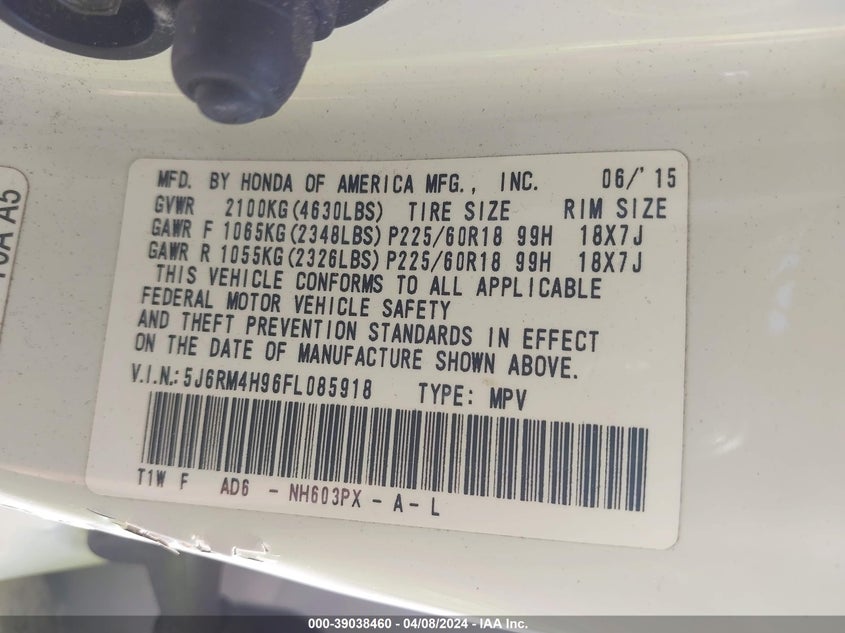 MFD. BY HONDA OF AMERICA MFG., INC. 06/'15
GVWR 2100KG(4630LBS) TIRE SIZE RIM SIZE
GAWR F 1065KG(2348LBS) P225/60R18 99H 18X7J
GAWR R 1055KG(2326LBS) P225/60R18 99H 18X7J
THIS VEHICLE CONFORMS TO ALL APPLICABLE
FEDERAL MOTOR VEHICLE SAFETY
AND THEFT PREVENTION STANDARDS IN EFFECT
ON THE DATE OF MANUFACTURE SHOWN ABOVE.
V.I.N.: 5J6RM4H96FL085918 TYPE: MPV
T1W F AD6 - NH603PX - A - L
000-39038460 - 04/08/2024 - IAA Inc.